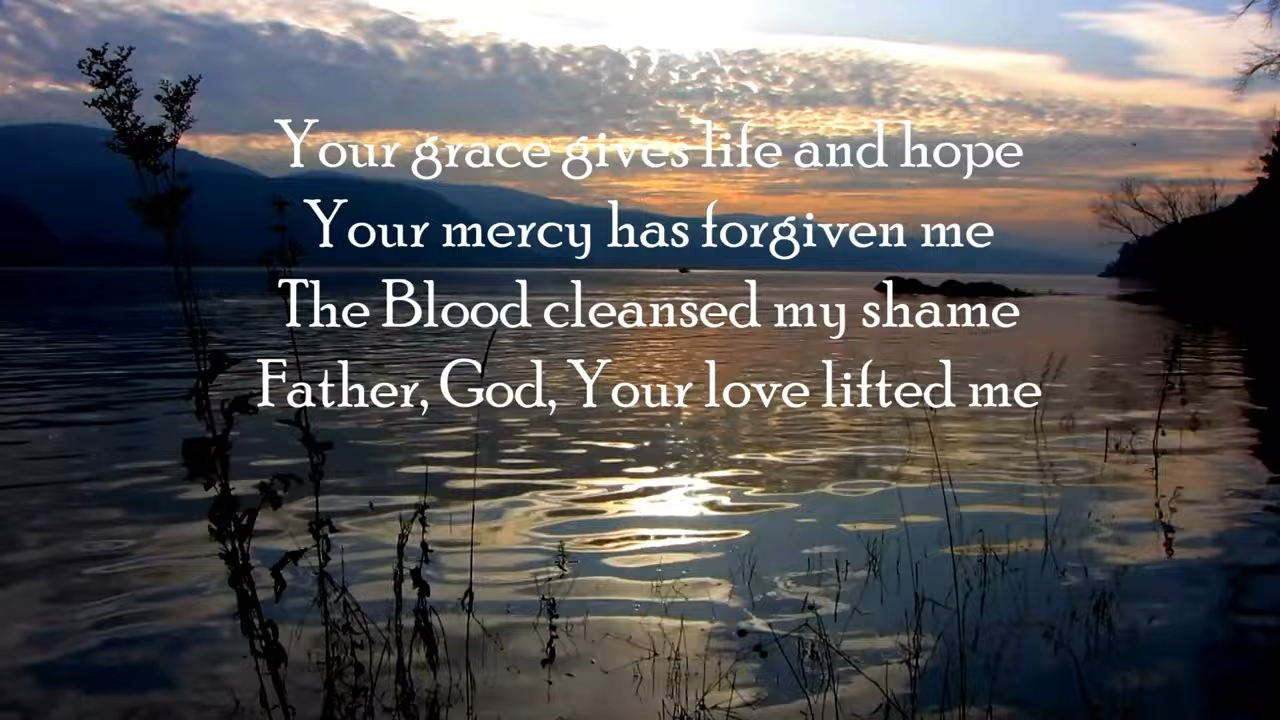 Your grace gives life and hope
Your mercy has forgiven me
The Blood cleansed my shame
Father, God, Your love lifted me